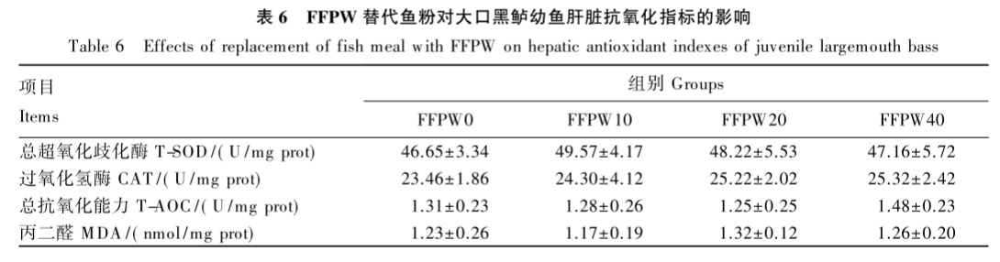 表 6 FFPW 替代鱼粉对大口黑鲈幼鱼肝脏抗氧化指标的影响
Table 6 Effects of replacement of fish meal with FFPW on hepatic antioxidant indexes of juvenile largemouth bass
项目 组别 Groups
Items FFPW0 FFPW10 FFPW20 FFPW40
总超氧化歧化酶 T-SOD/( U/mg prot) 46.65±3.34 49.57±4.17 48.22±5.53 47.16±5.72
过氧化氢酶 CAT/( U/mg prot) 23.46±1.86 24.30±4.12 25.22±2.02 25.32±2.42
总抗氧化能力 T-AOC/( U/mg prot) 1.31±0.23 1.28±0.26 1.25±0.25 1.48±0.23
丙二醛 MDA/( nmol/mg prot) 1.23±0.26 1.17±0.19 1.32±0.12 1.26±0.20